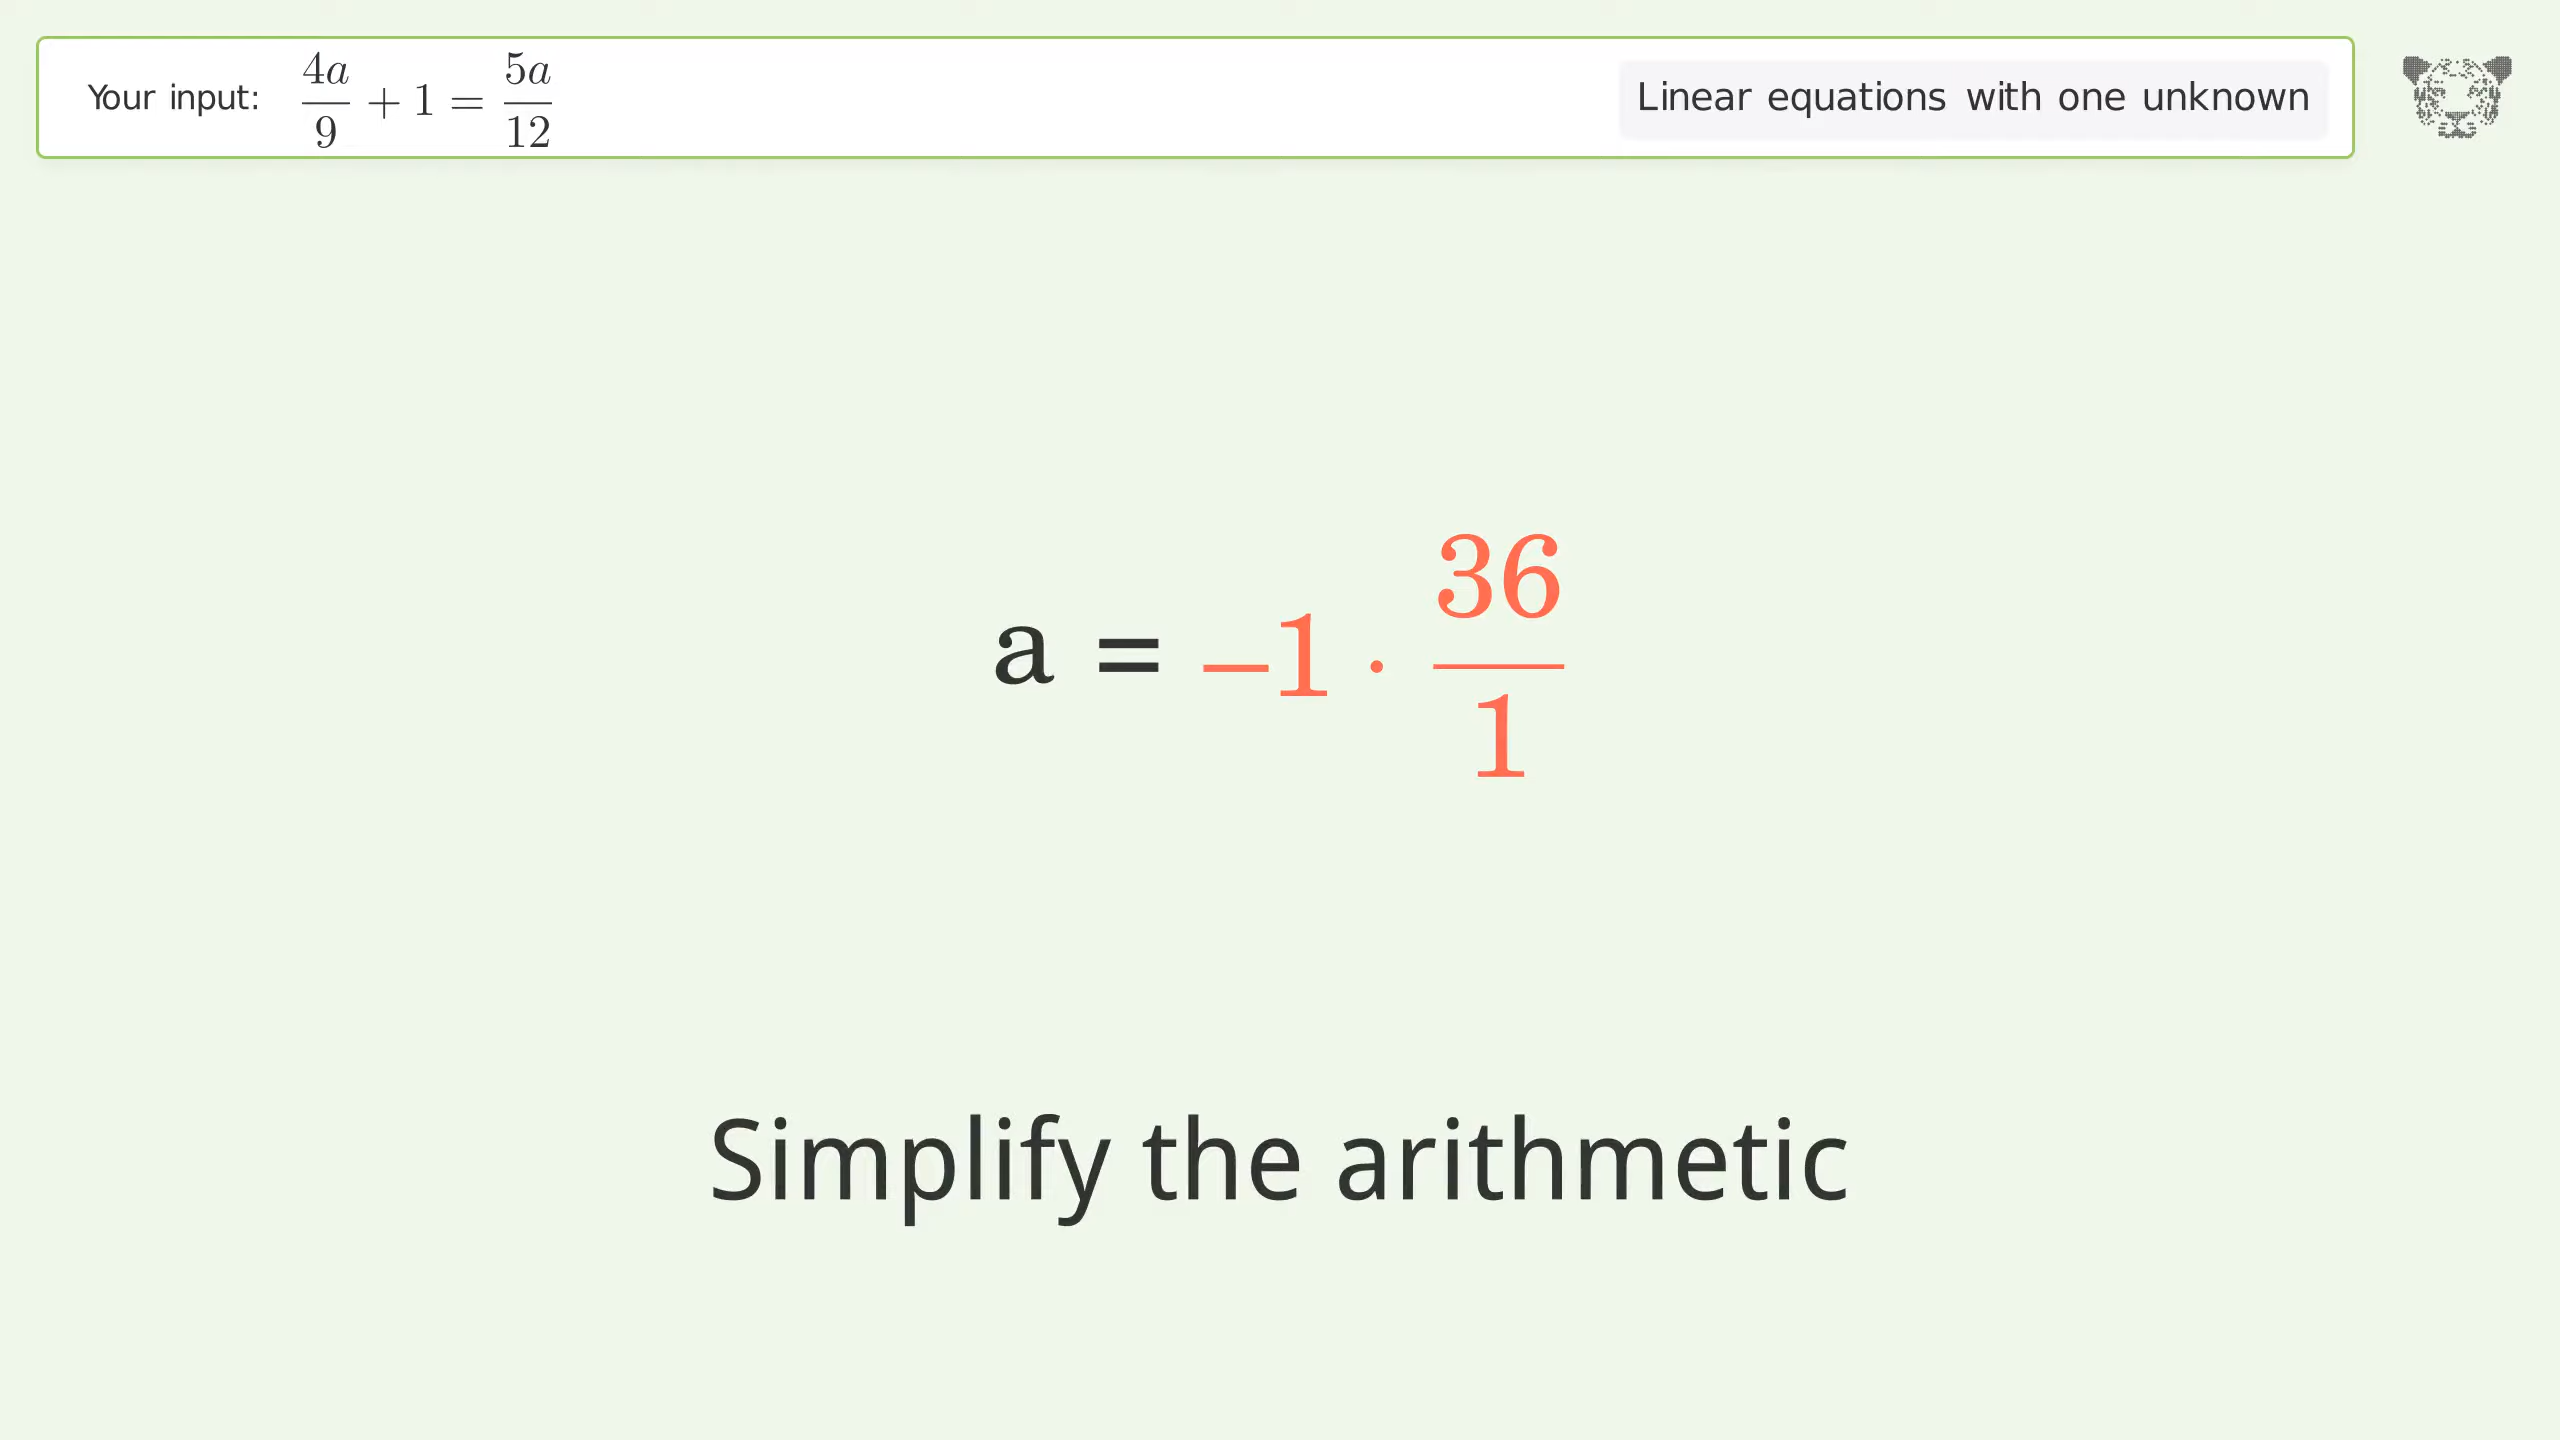 Your input: 4a/9 + 1 = 5a/12
Linear equations with one unknown
a = –1 · 36/1
Simplify the arithmetic